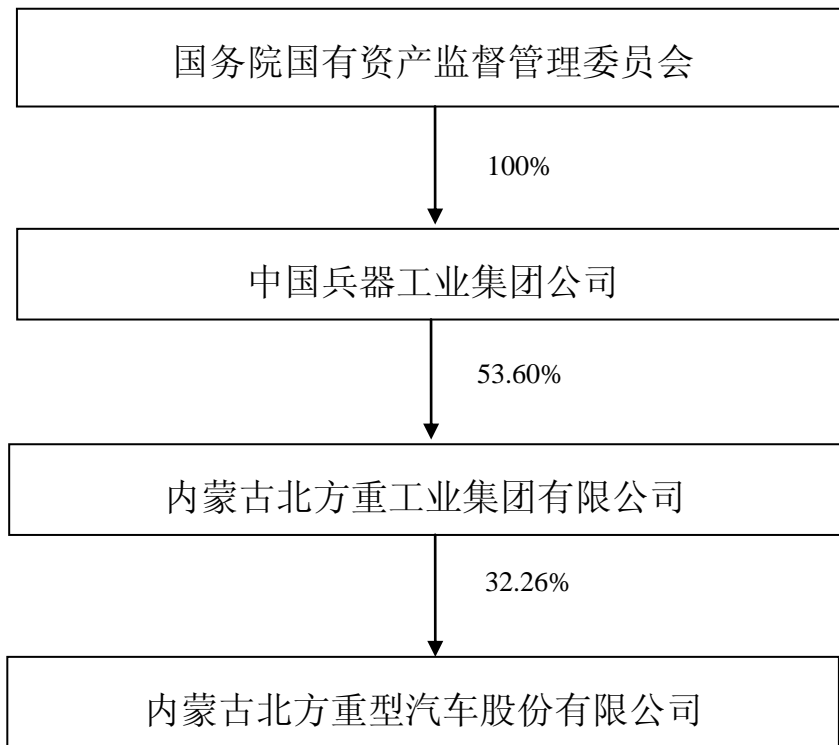 国务院国有资产监督管理委员会
100%
中国兵器工业集团公司
53.60%
内蒙古北方重工业集团有限公司
32.26%
内蒙古北方重型汽车股份有限公司